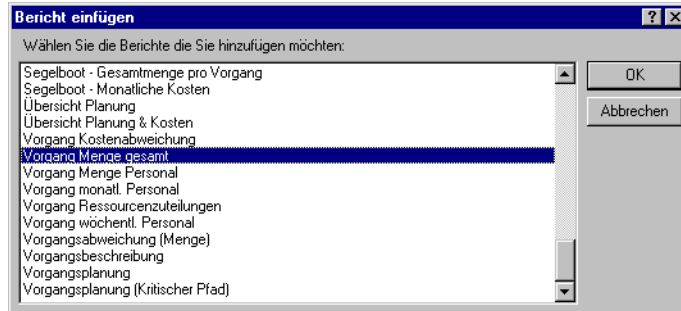 Bericht einfügen
Wählen Sie die Berichte die Sie hinzufügen möchten:
Segelboot - Gesamtmenge pro Vorgang
Segelboot - Monatliche Kosten
Übersicht Planung
Übersicht Planung & Kosten
Vorgang Kostenabweichung
Vorgang Menge gesamt
Vorgang Menge Personal
Vorgang monatl. Personal
Vorgang Ressourcenzuteilungen
Vorgang wöchentl. Personal
Vorgangsabweichung (Menge)
Vorgangsbeschreibung
Vorgangsplanung
Vorgangsplanung (Kritischer Pfad)
OK
Abbrechen